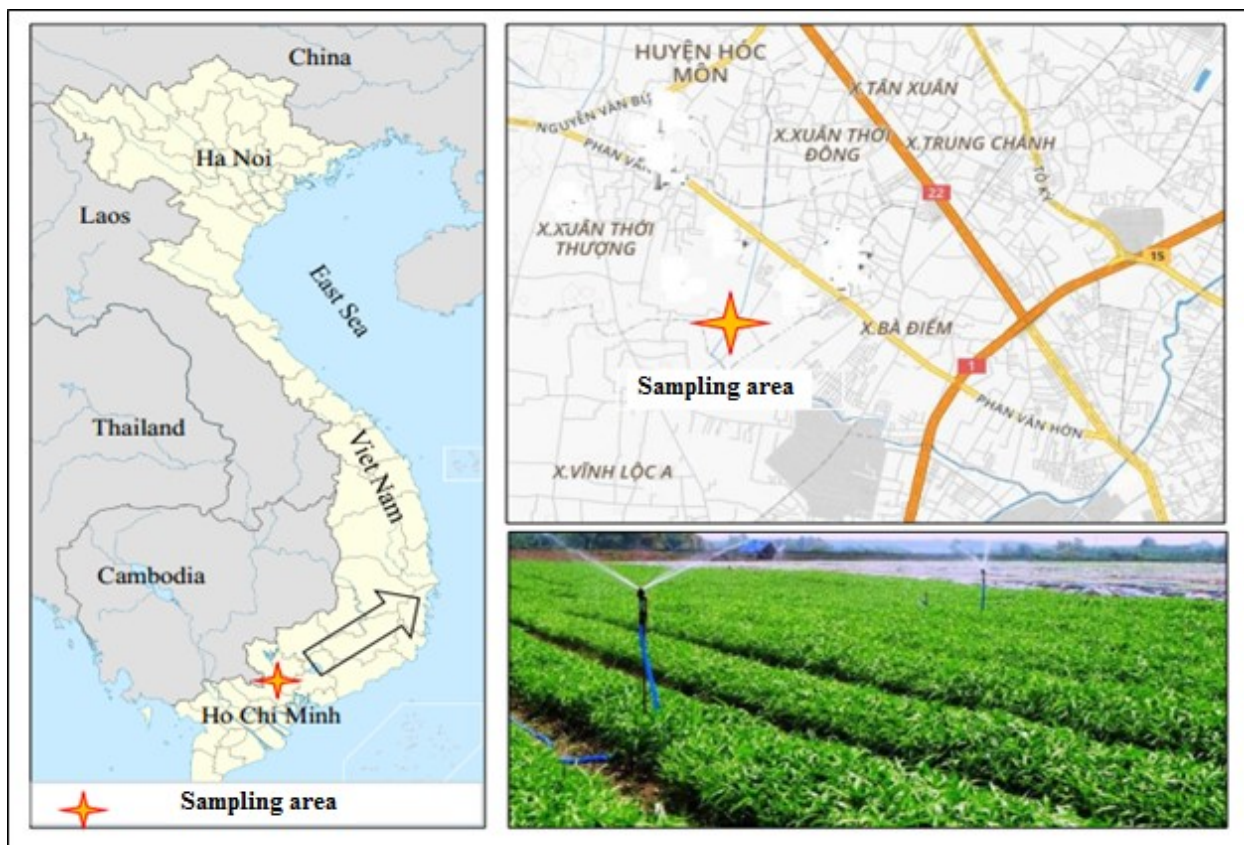 China
Ha Noi
Laos
East Sea
Thailand
Viet Nam
Cambodia
Ho Chi Minh
Sampling area
HUYỆN HÓC
MÔN
X.TÂN XUÂN
NGUYỄN VĂN BỨ
X.XUÂN THỚI
ĐÔNG
X.TRUNG CHÁNH
PHAN VĂN
TÔ KÝ
22
X.XUÂN THỚI
THƯỢNG
15
X.BÀ ĐIỂM
Sampling area
1
PHAN VĂN HỚN
X.VĨNH LỘC A